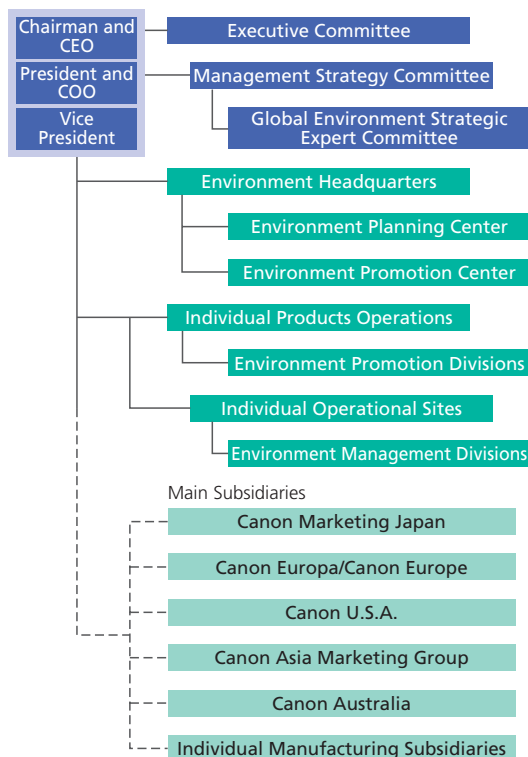 Chairman and
CEO
Executive Committee
President and
COO
Management Strategy Committee
Vice
President
Global Environment Strategic
Expert Committee
Environment Headquarters
Environment Planning Center
Environment Promotion Center
Individual Products Operations
Environment Promotion Divisions
Individual Operational Sites
Environment Management Divisions
Main Subsidiaries
Canon Marketing Japan
Canon Europa/Canon Europe
Canon U.S.A.
Canon Asia Marketing Group
Canon Australia
Individual Manufacturing Subsidiaries